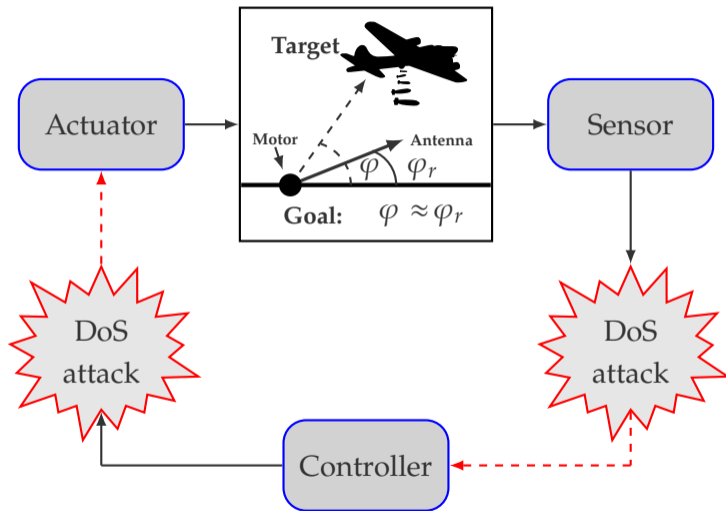 Target
Actuator
Sensor
Motor
Antenna
φ
φr
Goal: φ ≈ φr
DoS
attack
DoS
attack
Controller